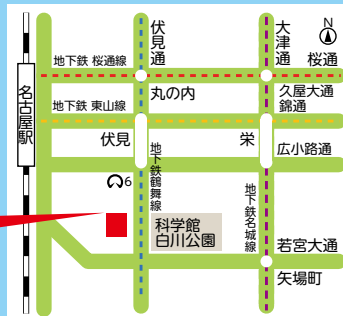 伏見通
大津通
N
地下鉄 桜通線
桜通
丸の内
久屋大通
錦通
名古屋駅
地下鉄 東山線
伏見
栄
広小路通
地下鉄鶴舞線
6
地下鉄名城線
科学館
白川公園
若宮大通
矢場町